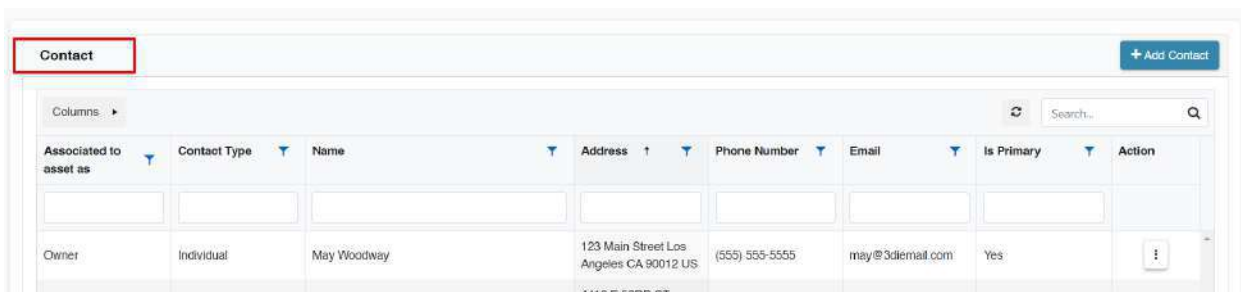 Contact
+ Add Contact
Columns
Search...
Associated to
asset as
Contact Type
Name
Address ↑
Phone Number
Email
Is Primary
Action
Owner
Individual
May Woodway
123 Main Street Los
Angeles CA 90012 US
(555) 555-5555
may@3diemail.com
Yes